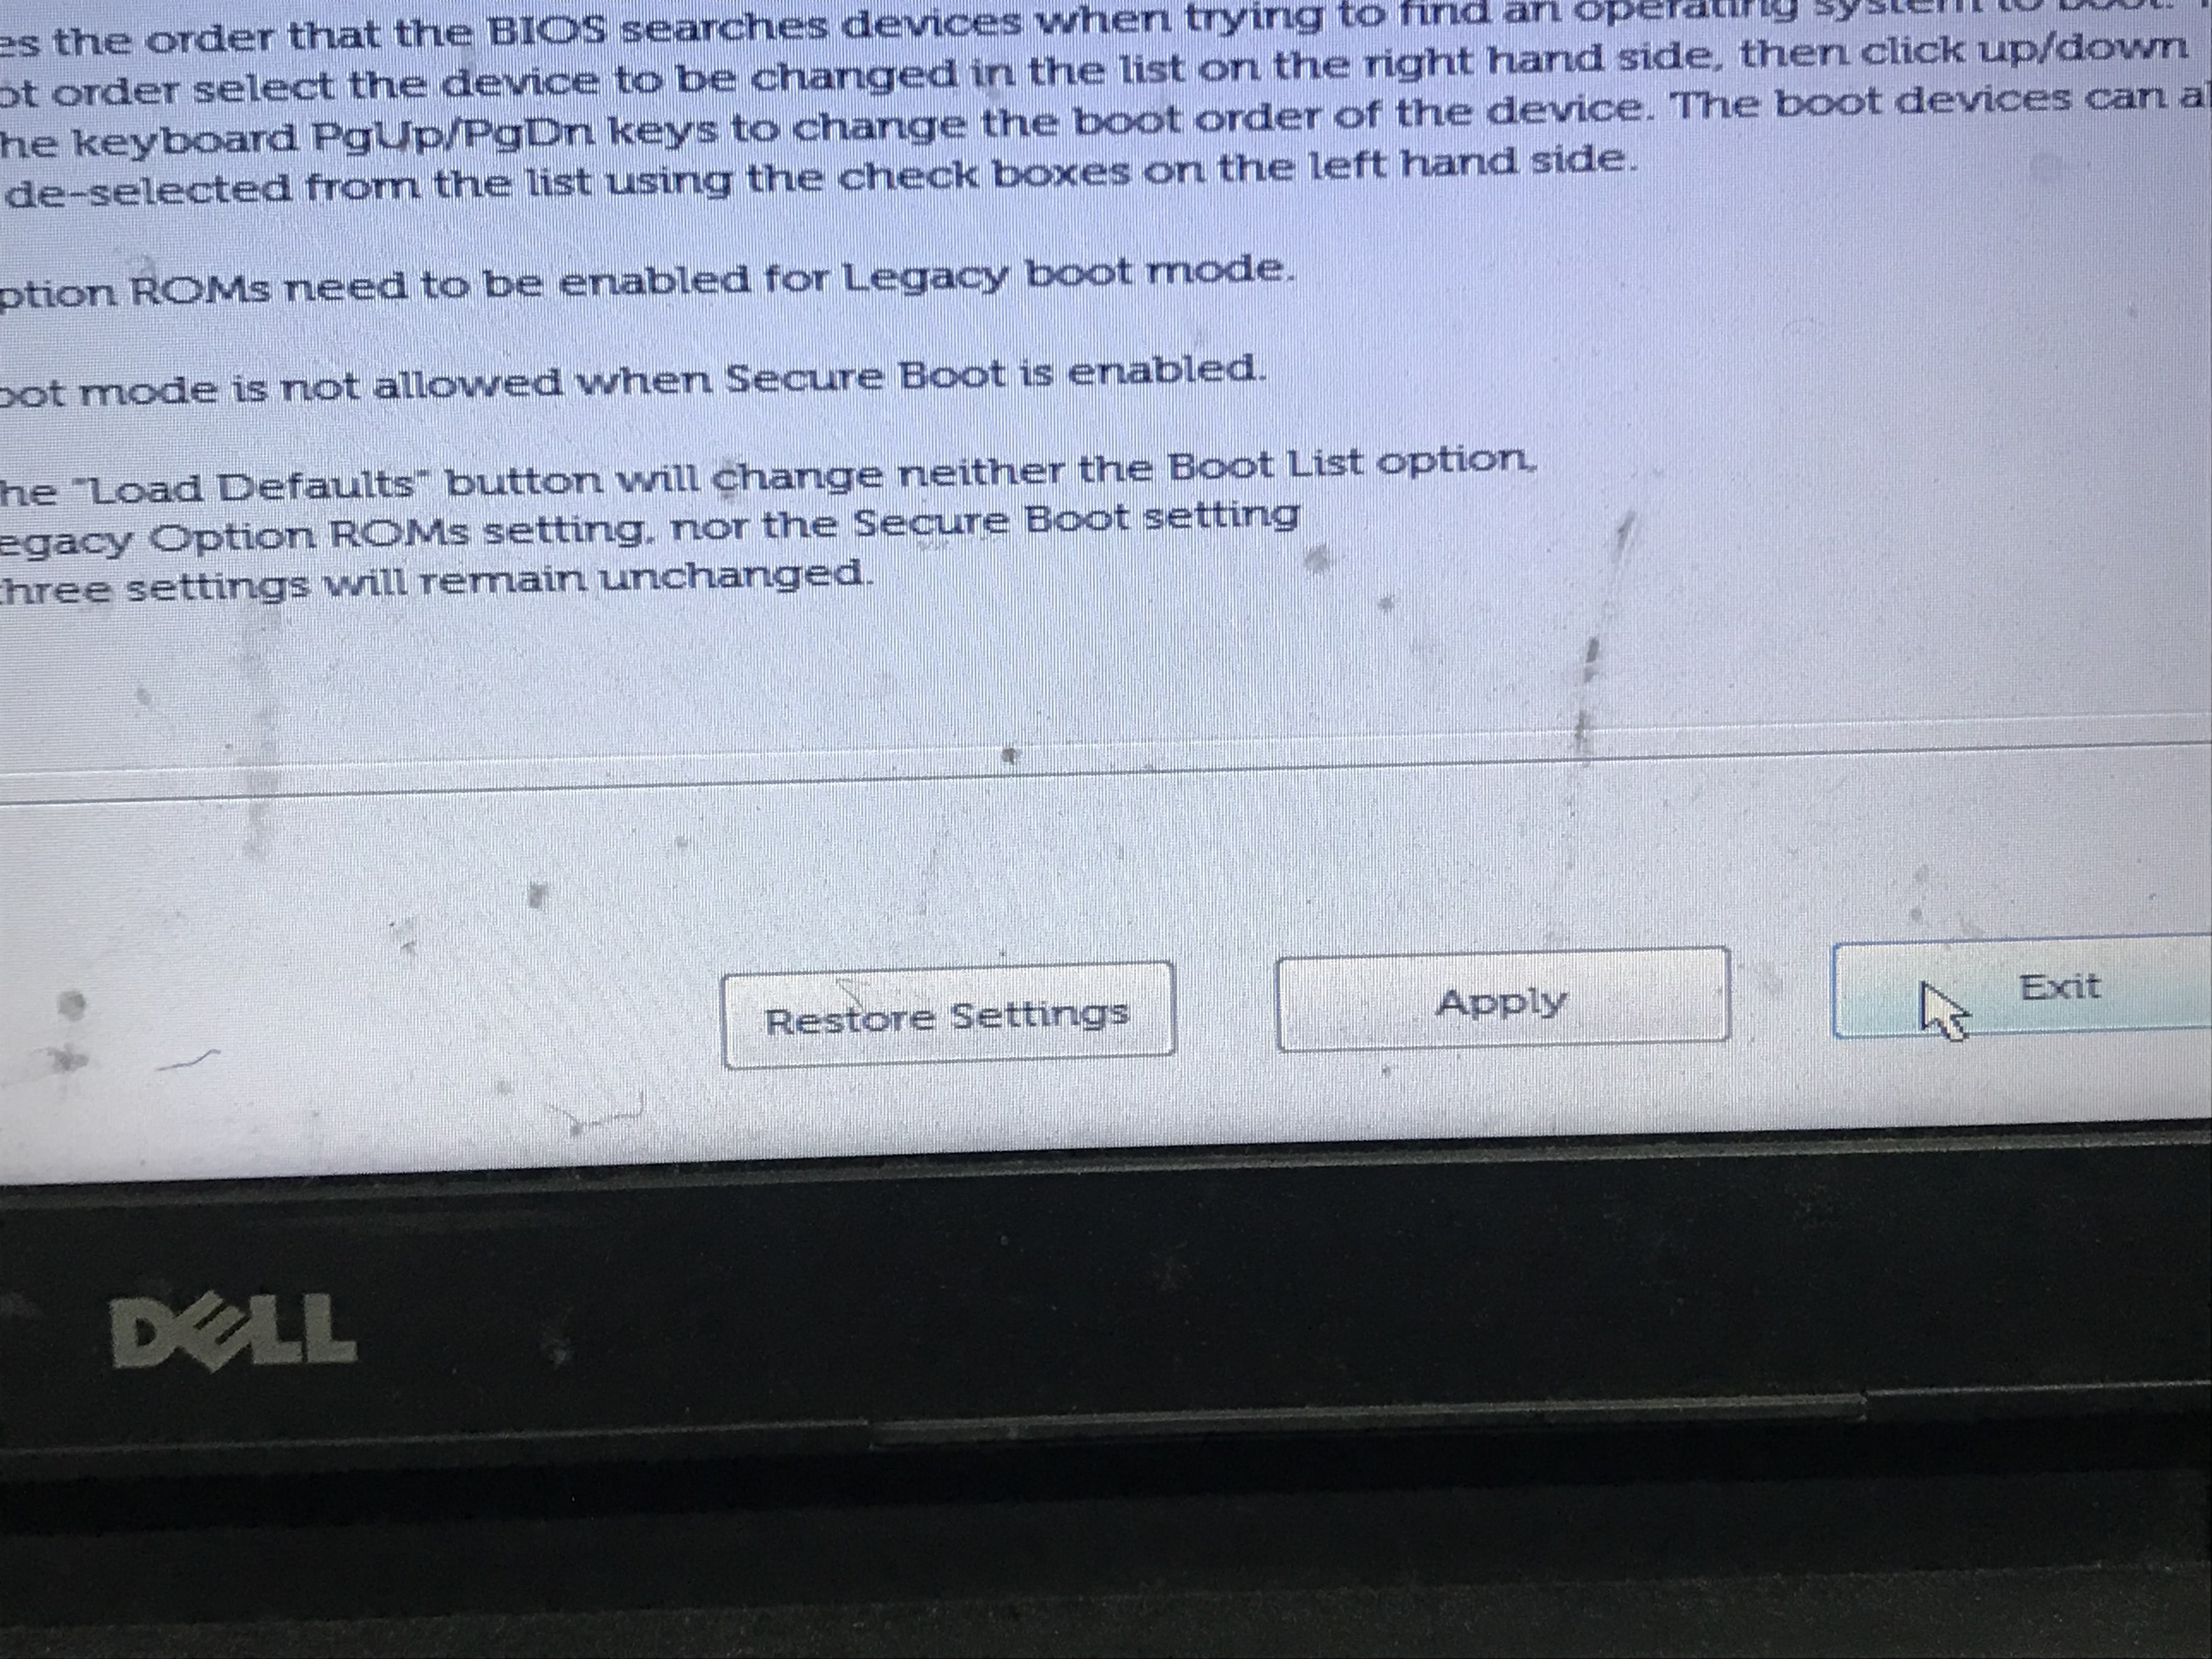 es the order that the BIOS searches devices when trying to find an operating system to boot.
ot order select the device to be changed in the list on the right hand side, then click up/down
he keyboard PgUp/PgDn keys to change the boot order of the device. The boot devices can al
de-selected from the list using the check boxes on the left hand side.
ption ROMs need to be enabled for Legacy boot mode.
oot mode is not allowed when Secure Boot is enabled.
he "Load Defaults" button will change neither the Boot List option,
egacy Option ROMs setting, nor the Secure Boot setting
hree settings will remain unchanged.
Restore Settings
Apply
Exit
DELL